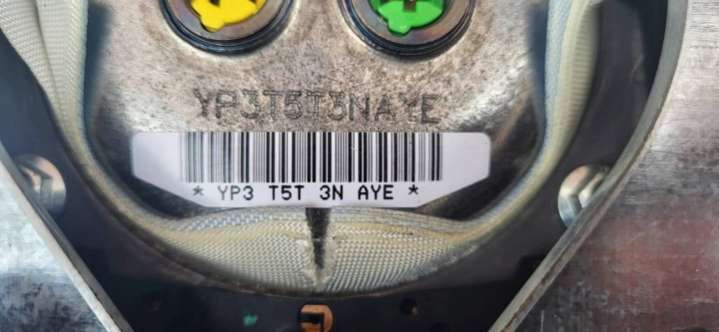 YP3T5T3NAYE
* YP3 T5T 3N AYE *